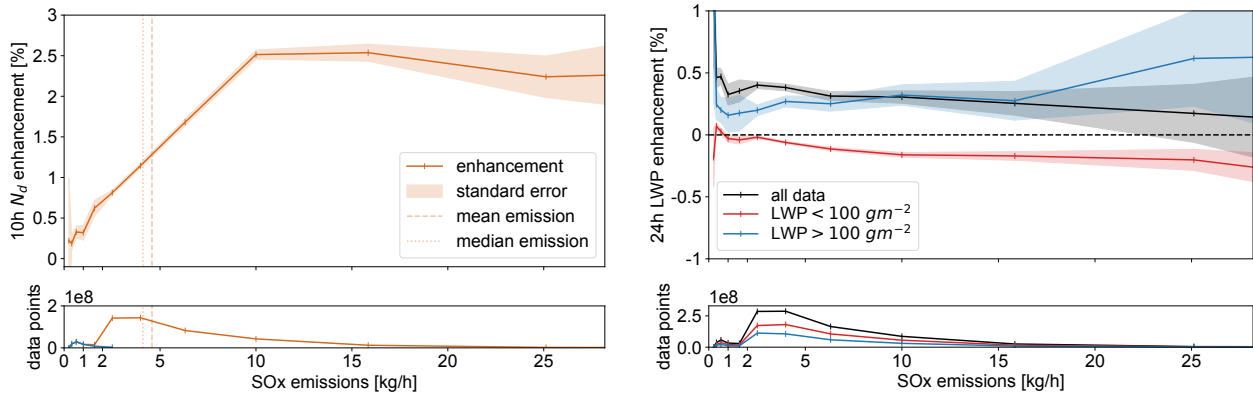 10h N_d enhancement [%]
3
2.5
2
1.5
1
0.5
0
enhancement
standard error
mean emission
median emission
1e8
data points
2
0
0 1 2 5 10 15 20 25
SOx emissions [kg/h]
24h LWP enhancement [%]
1
0.5
0
-0.5
-1
all data
LWP < 100 gm⁻²
LWP > 100 gm⁻²
1e8
data points
2.5
0.0
0 1 2 5 10 15 20 25
SOx emissions [kg/h]